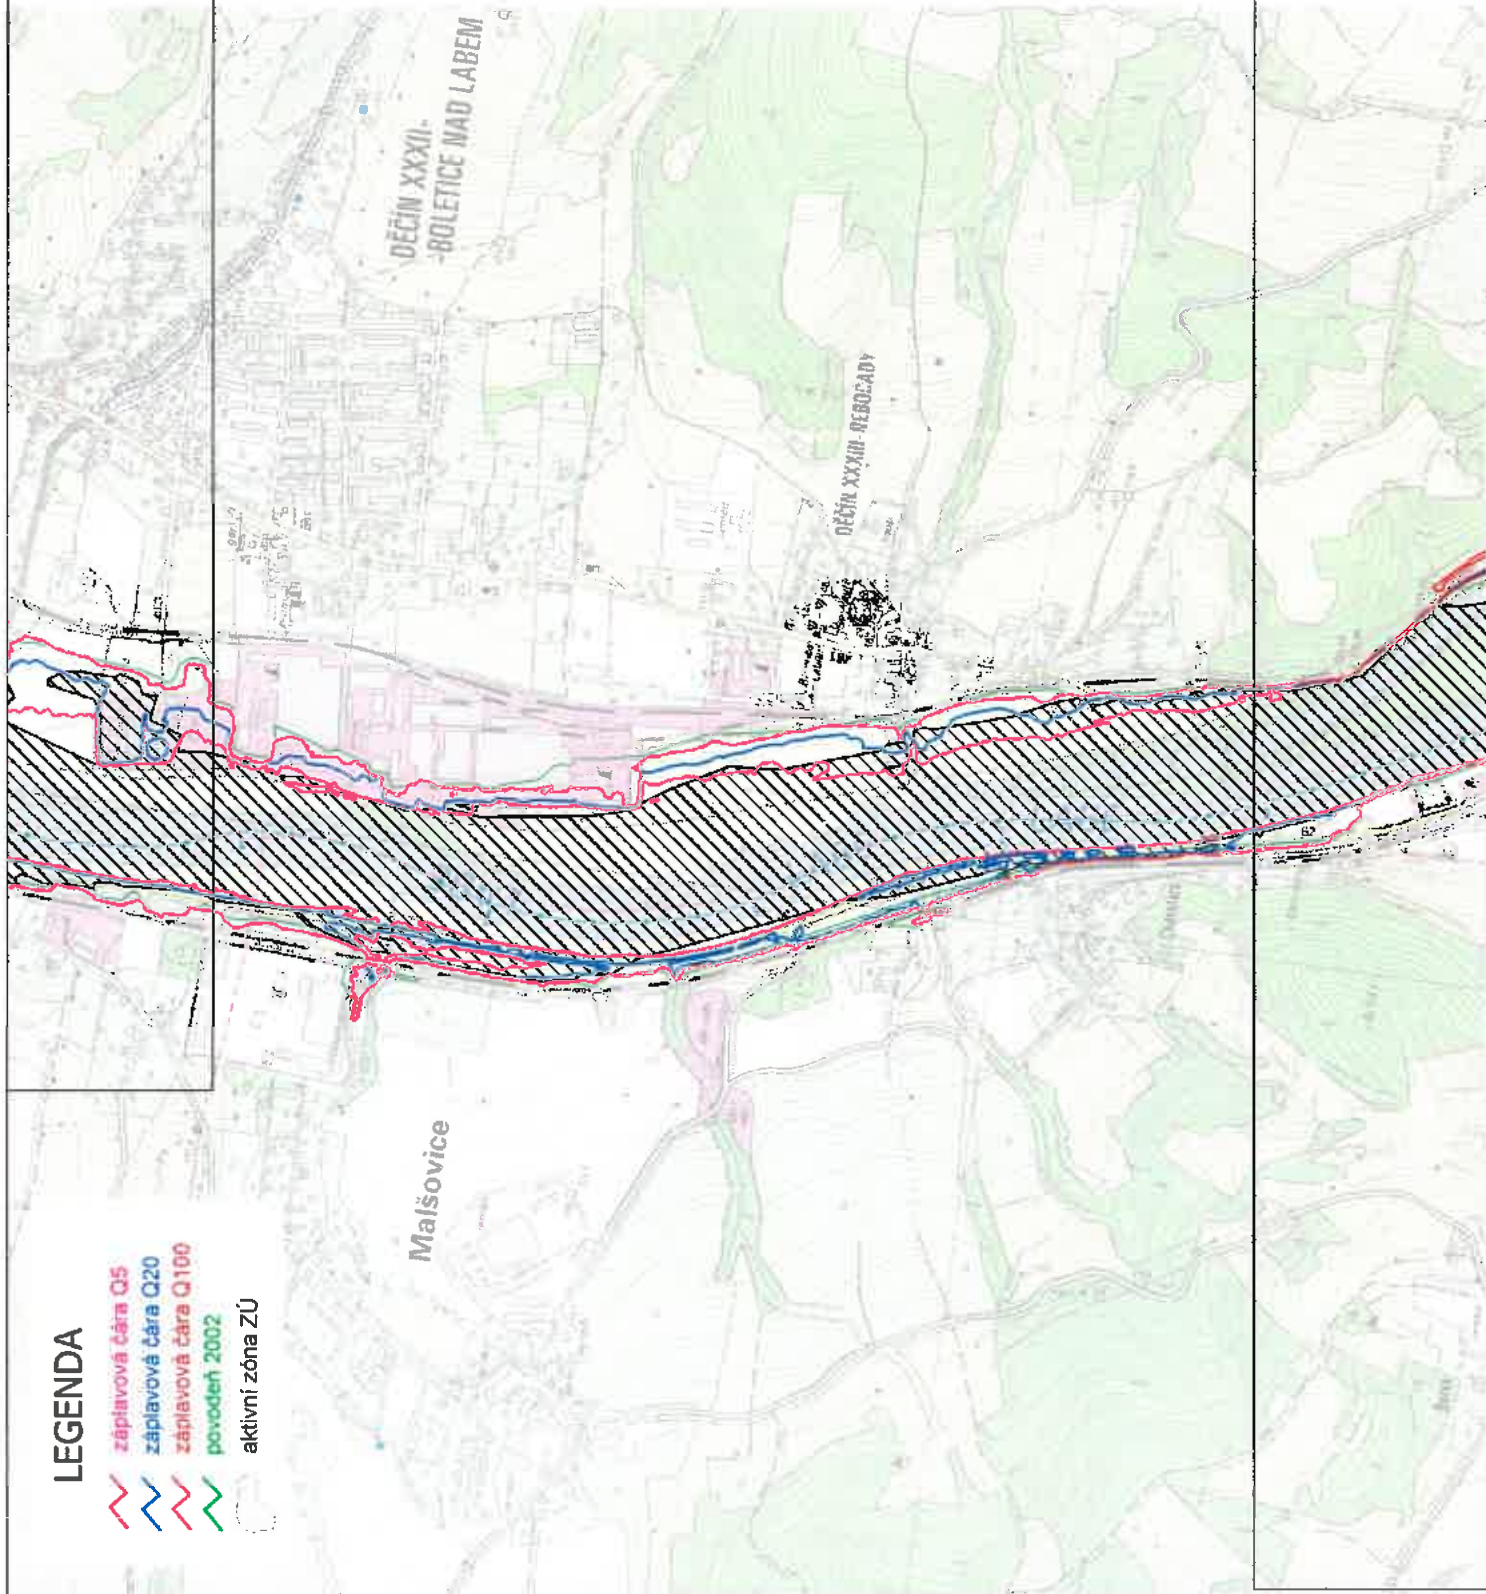 LEGENDA
záplavová čára Q5
záplavová čára Q20
záplavová čára Q100
povodeň 2002
aktivní zóna ZÚ
Malšovice
DĚČÍN XXXII-
-BOLETICE NAD LABEM
DĚČÍN XXXIII-NEBOČADY
62